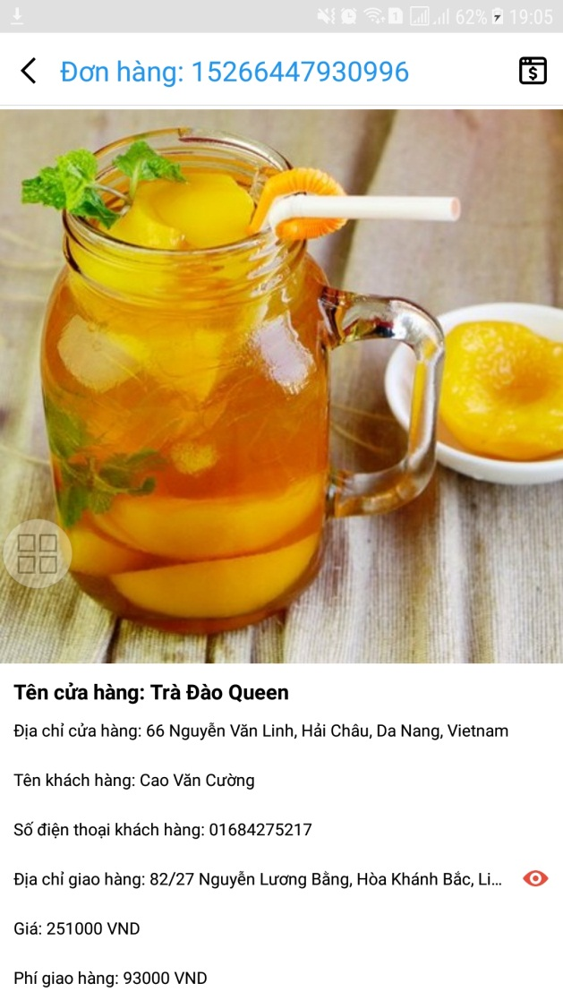 62% 19:05
Đơn hàng: 15266447930996
Tên cửa hàng: Trà Đào Queen
Địa chỉ cửa hàng: 66 Nguyễn Văn Linh, Hải Châu, Da Nang, Vietnam
Tên khách hàng: Cao Văn Cường
Số điện thoại khách hàng: 01684275217
Địa chỉ giao hàng: 82/27 Nguyễn Lương Bằng, Hòa Khánh Bắc, Li...
Giá: 251000 VND
Phí giao hàng: 93000 VND